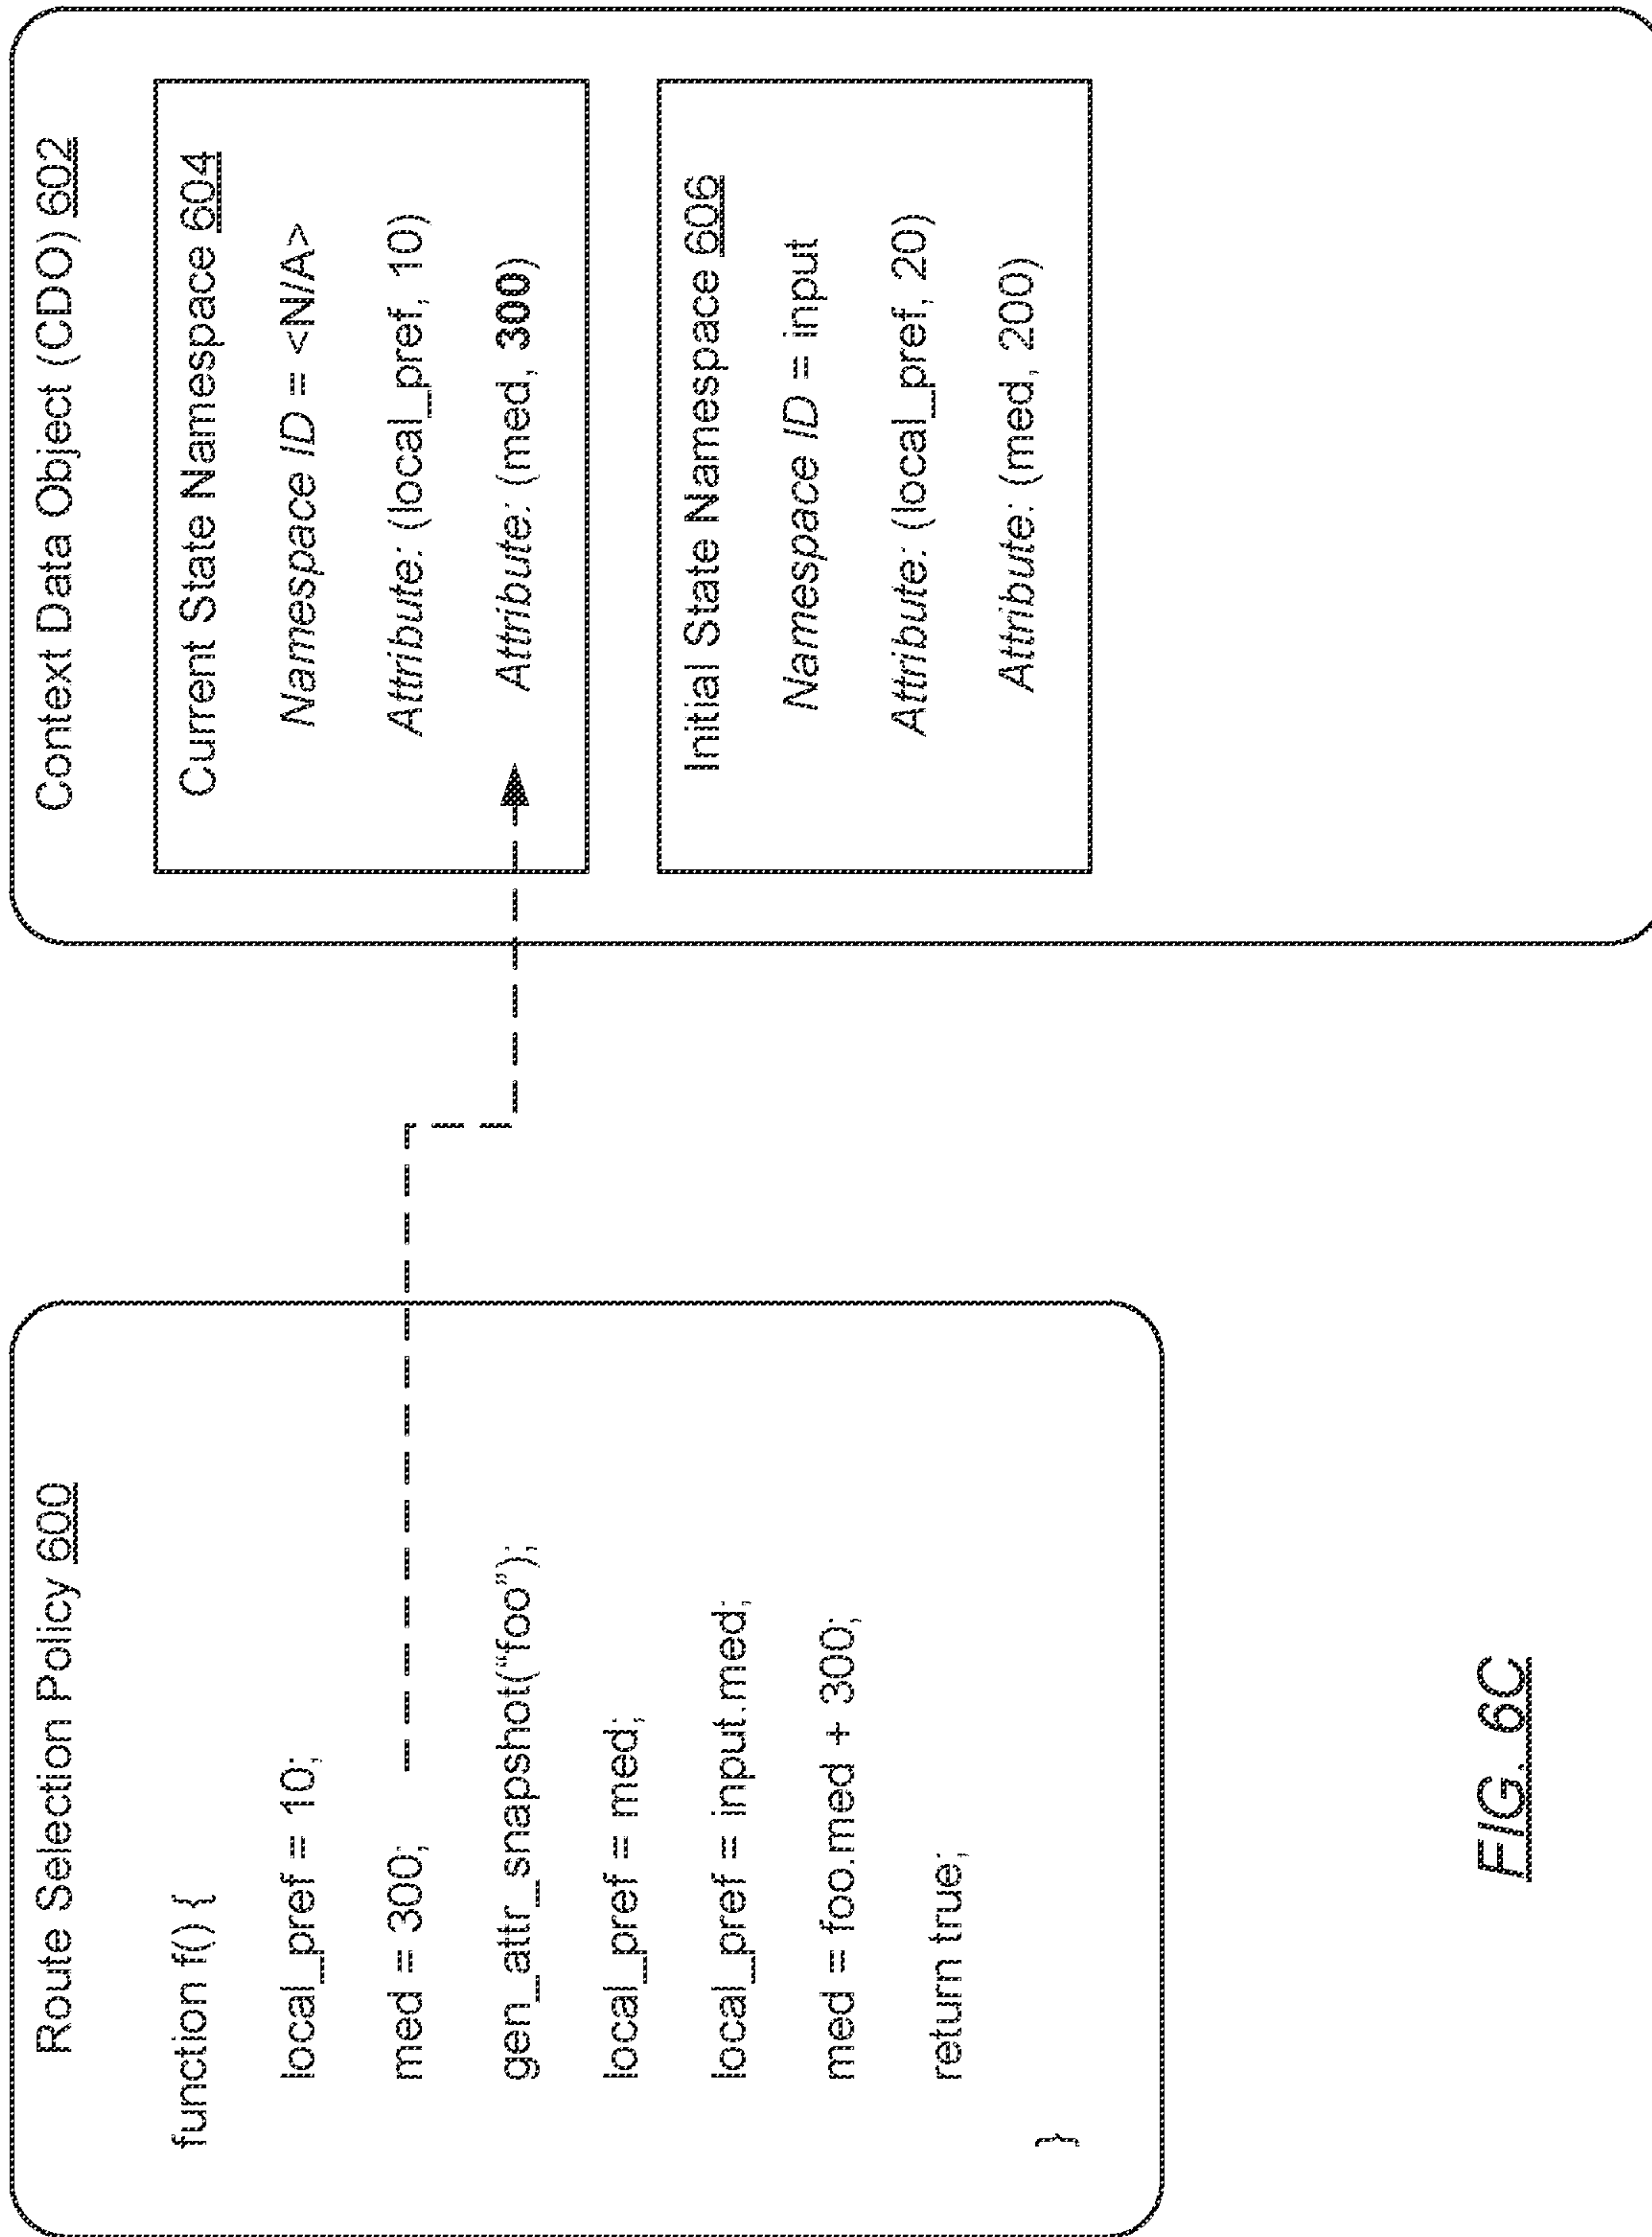 Route Selection Policy 600
function f() {
local_pref = 10;
med = 300;
gen_attr_snapshot(“foo”);
local_pref = med;
local_pref = input.med;
med = foo.med + 300;
return true;
}
Context Data Object (CDO) 602
Current State Namespace 604
Namespace ID = <N/A>
Attribute: (local_pref, 10)
Attribute: (med, 300)
Initial State Namespace 606
Namespace ID = input
Attribute: (local_pref, 20)
Attribute: (med, 200)
FIG. 6C